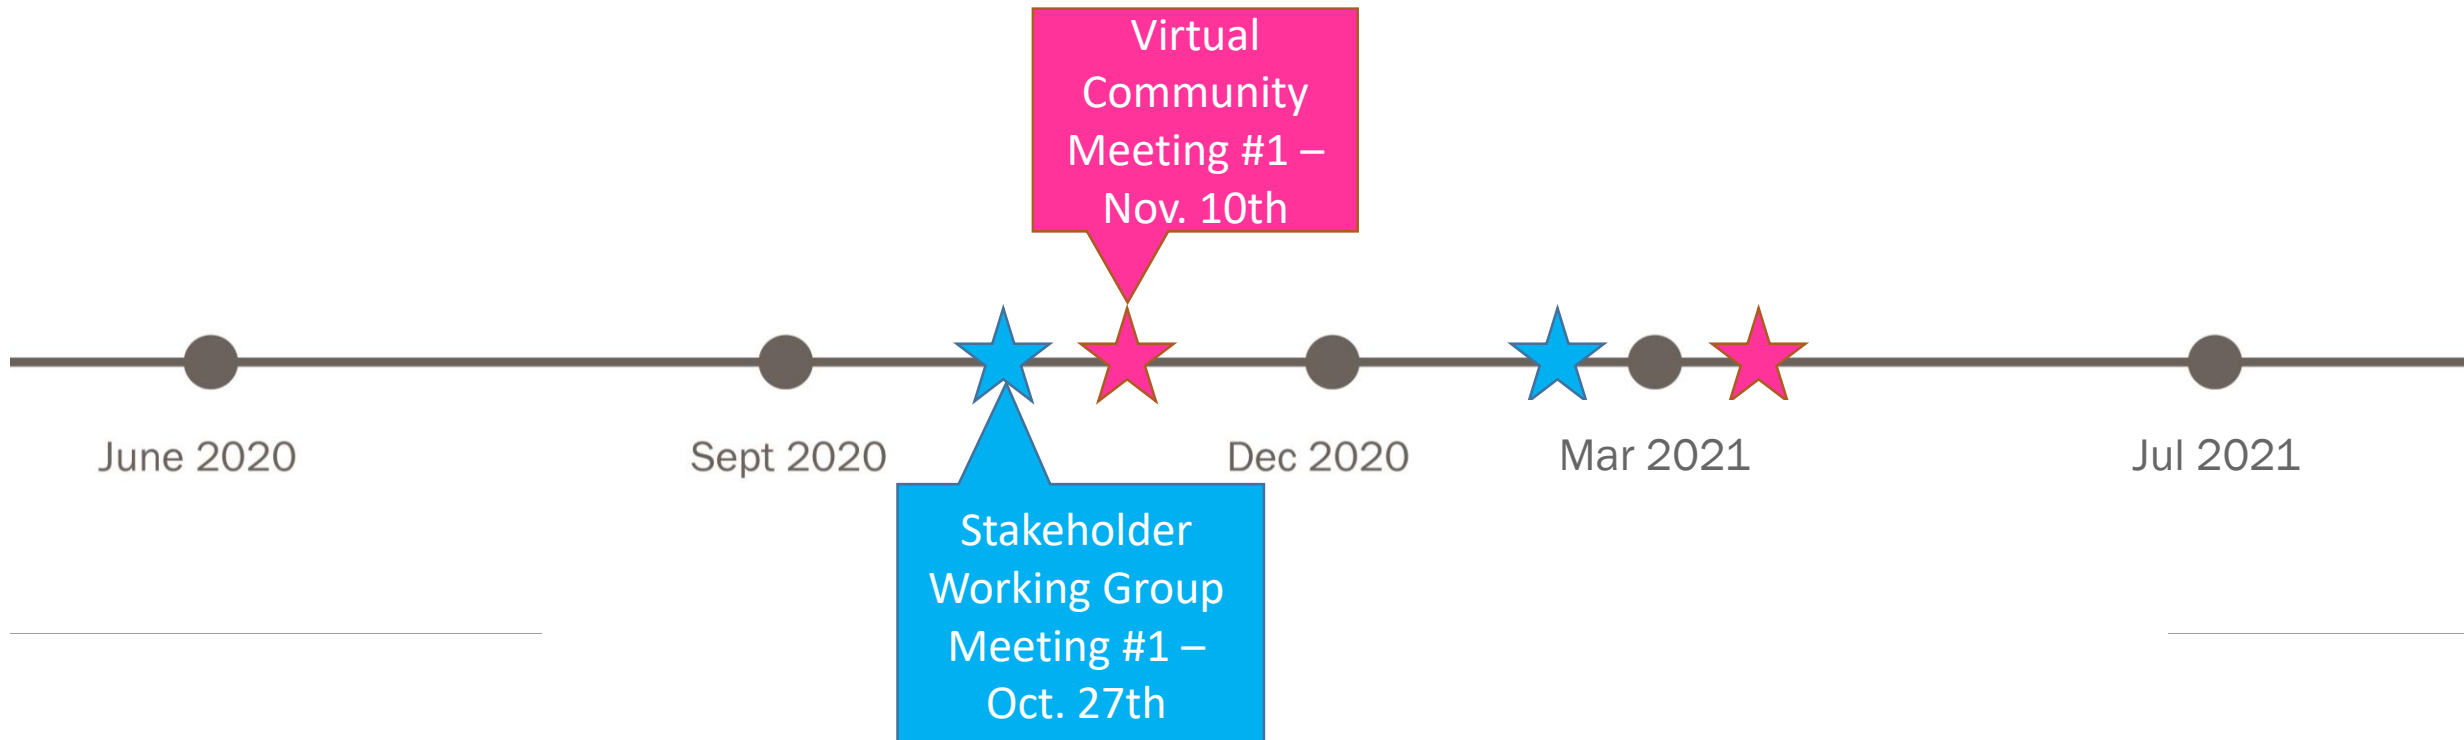 Virtual
Community
Meeting #1 –
Nov. 10th
June 2020
Sept 2020
Dec 2020
Mar 2021
Jul 2021
Stakeholder
Working Group
Meeting #1 –
Oct. 27th